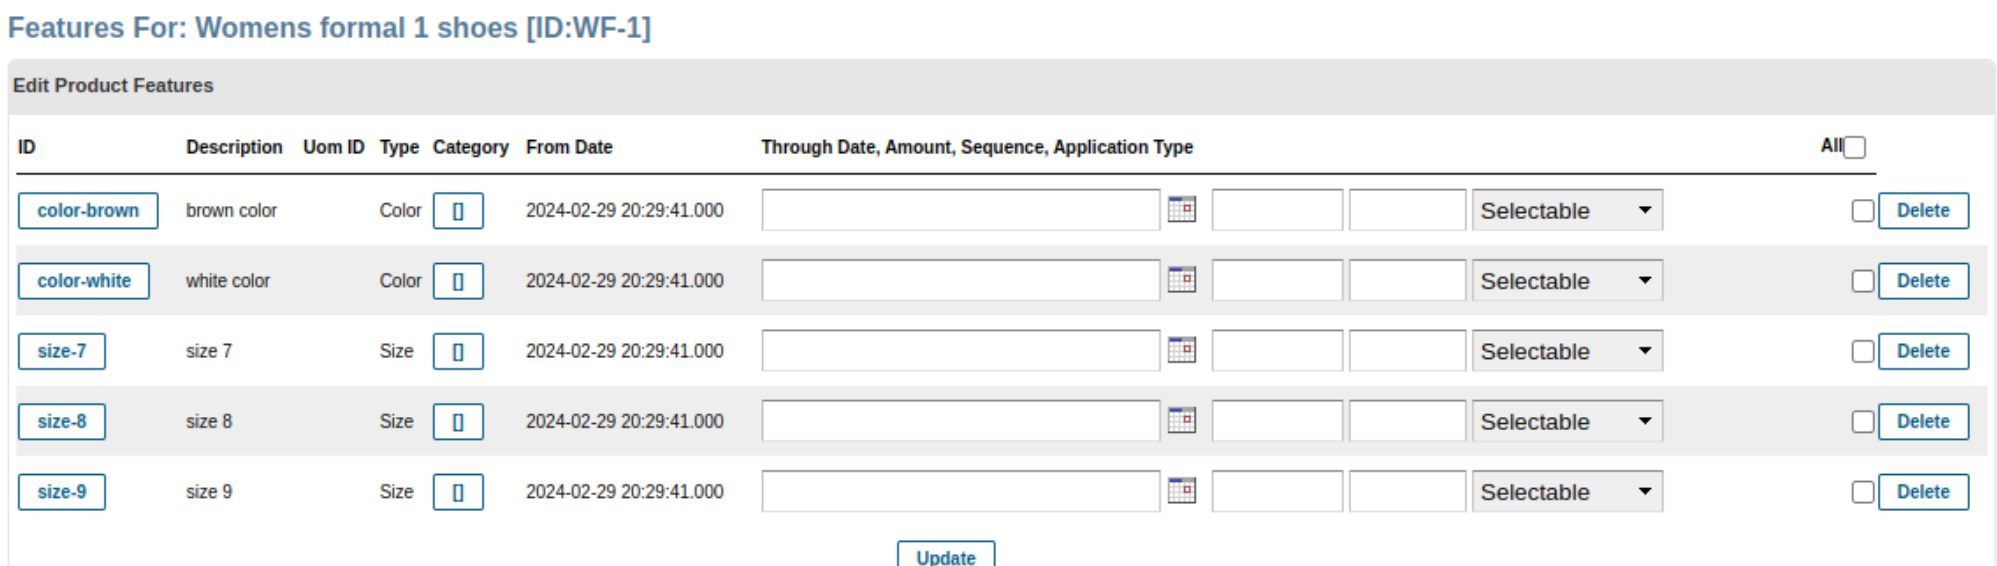 Features For: Womens formal 1 shoes [ID:WF-1]
Edit Product Features
ID Description Uom ID Type Category From Date Through Date, Amount, Sequence, Application Type All
color-brown brown color Color [] 2024-02-29 20:29:41.000 Selectable Delete
color-white white color Color [] 2024-02-29 20:29:41.000 Selectable Delete
size-7 size 7 Size [] 2024-02-29 20:29:41.000 Selectable Delete
size-8 size 8 Size [] 2024-02-29 20:29:41.000 Selectable Delete
size-9 size 9 Size [] 2024-02-29 20:29:41.000 Selectable Delete
Update